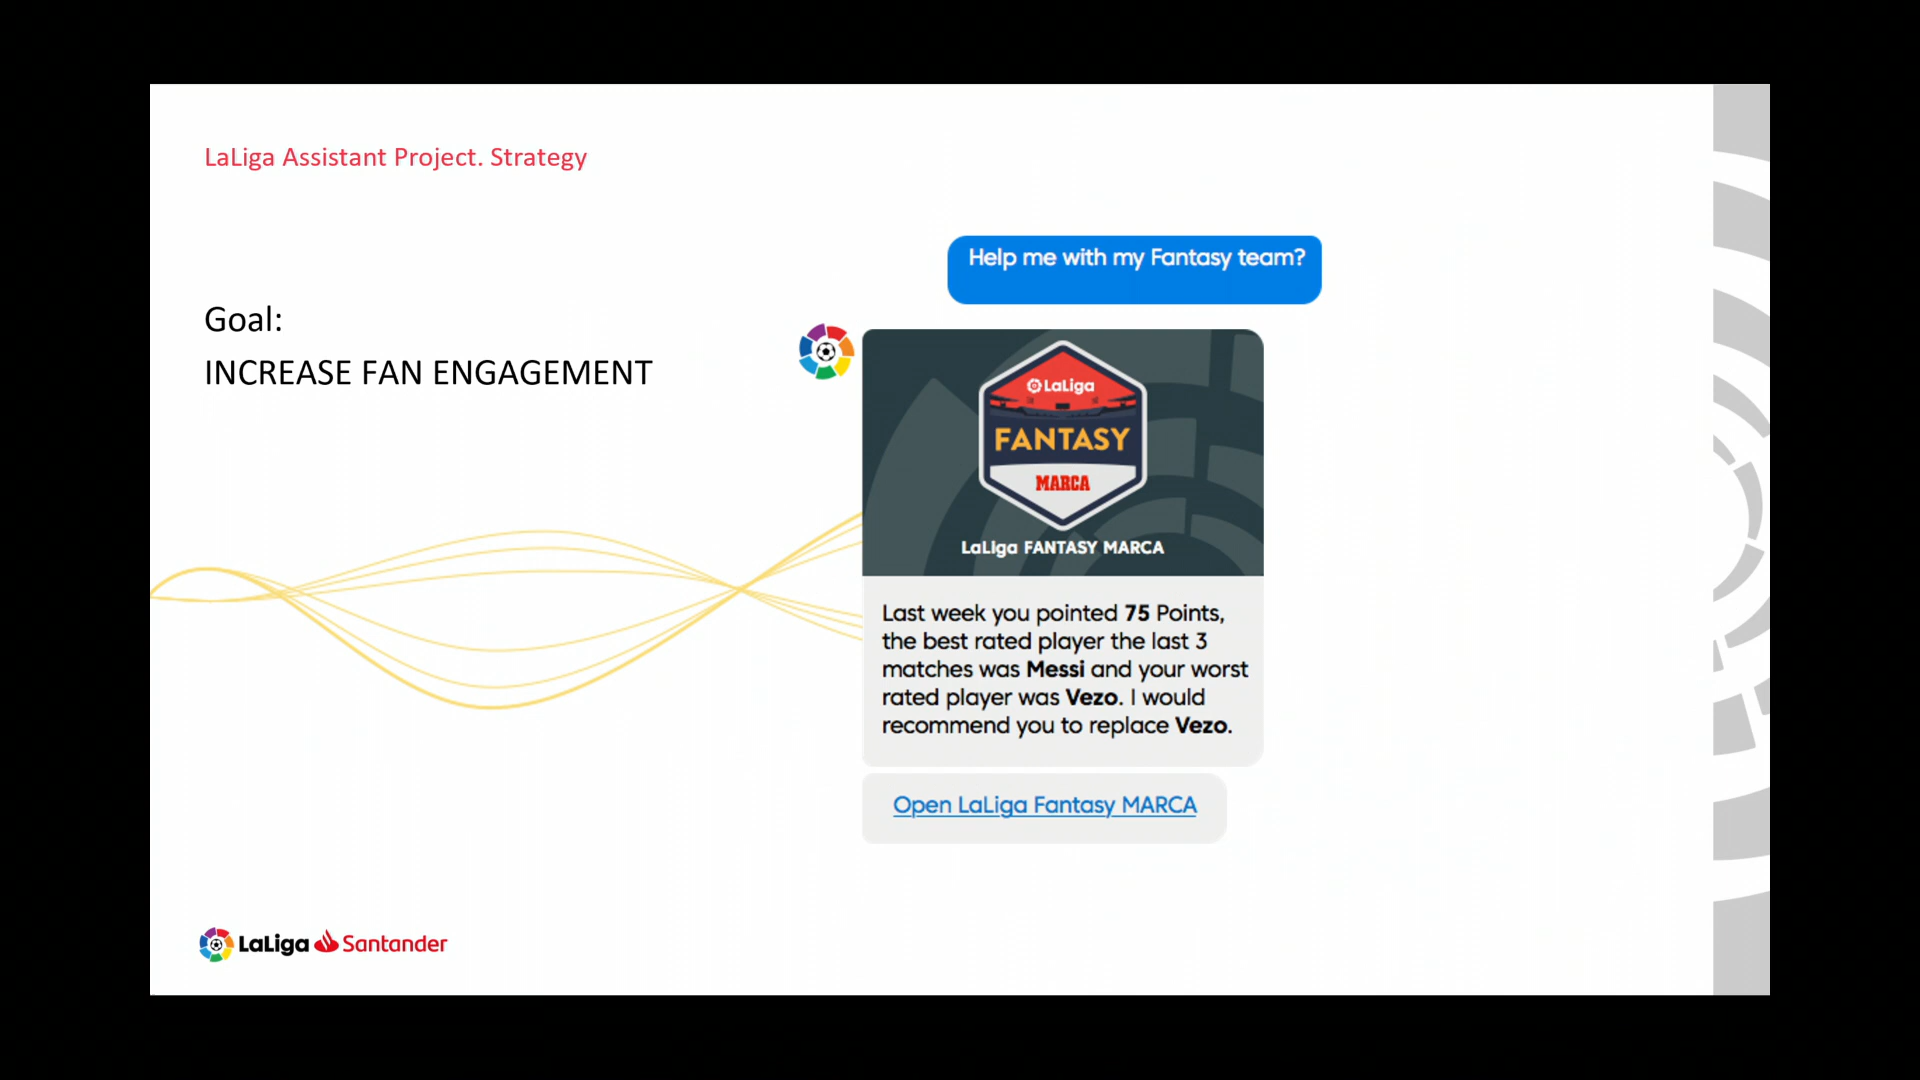 LaLiga Assistant Project. Strategy
Goal:
INCREASE FAN ENGAGEMENT
Help me with my Fantasy team?
LaLiga
FANTASY
MARCA
LaLiga FANTASY MARCA
Last week you pointed 75 Points,
the best rated player the last 3
matches was Messi and your worst
rated player was Vezo. I would
recommend you to replace Vezo.
Open LaLiga Fantasy MARCA
LaLiga Santander